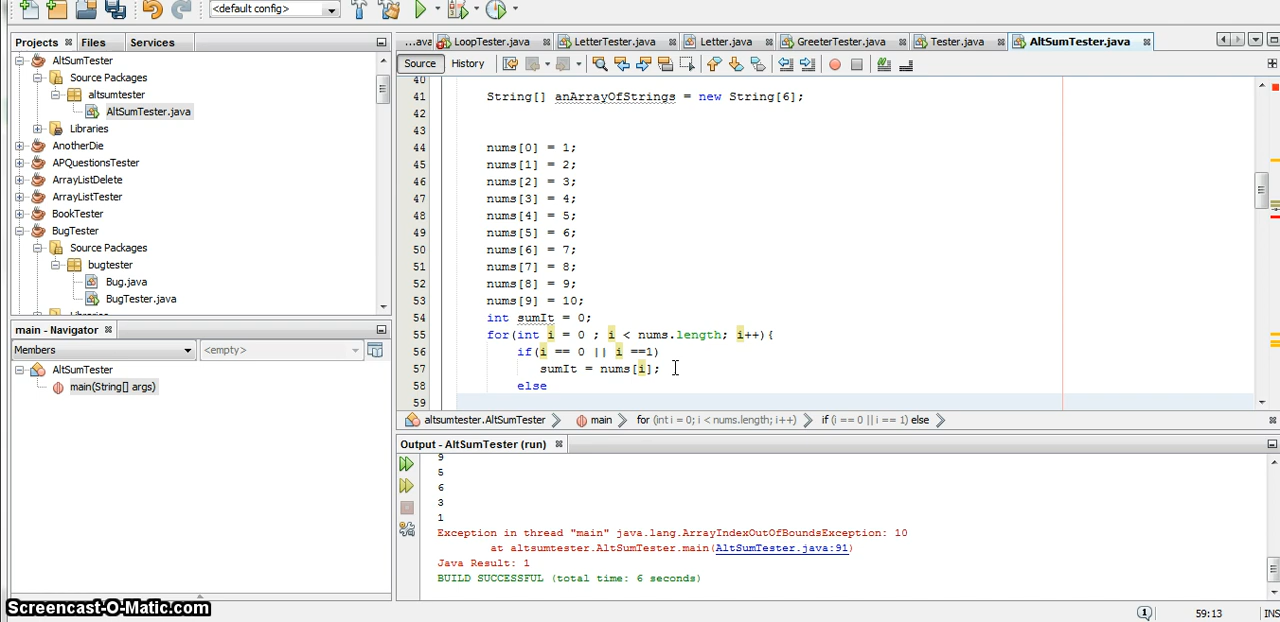 <default config>
Projects
Files
Services
...ava
LoopTester.java
LetterTester.java
Letter.java
GreeterTester.java
Tester.java
AltSumTester.java
Source
History
AltSumTester
Source Packages
altsumtester
AltSumTester.java
Libraries
AnotherDie
APQuestionsTester
ArrayListDelete
ArrayListTester
BookTester
BugTester
Source Packages
bugtester
Bug.java
BugTester.java
Libraries
40
41 String[] anArrayOfStrings = new String[6];
42
43
44 nums[0] = 1;
45 nums[1] = 2;
46 nums[2] = 3;
47 nums[3] = 4;
48 nums[4] = 5;
49 nums[5] = 6;
50 nums[6] = 7;
51 nums[7] = 8;
52 nums[8] = 9;
53 nums[9] = 10;
54 int sumIt = 0;
55 for(int i = 0 ; i < nums.length; i++){
56 if(i == 0 || i ==1)
57 sumIt = nums[i];
58 else
59
main - Navigator
Members
<empty>
AltSumTester
main(String[] args)
altsumtester.AltSumTester
main
for (int i = 0; i < nums.length; i++)
if (i == 0 || i == 1) else
Output - AltSumTester (run)
9
5
6
3
1
Exception in thread "main" java.lang.ArrayIndexOutOfBoundsException: 10
at altsumtester.AltSumTester.main(AltSumTester.java:91)
Java Result: 1
BUILD SUCCESSFUL (total time: 6 seconds)
Screencast-O-Matic.com
1
59:13
INS